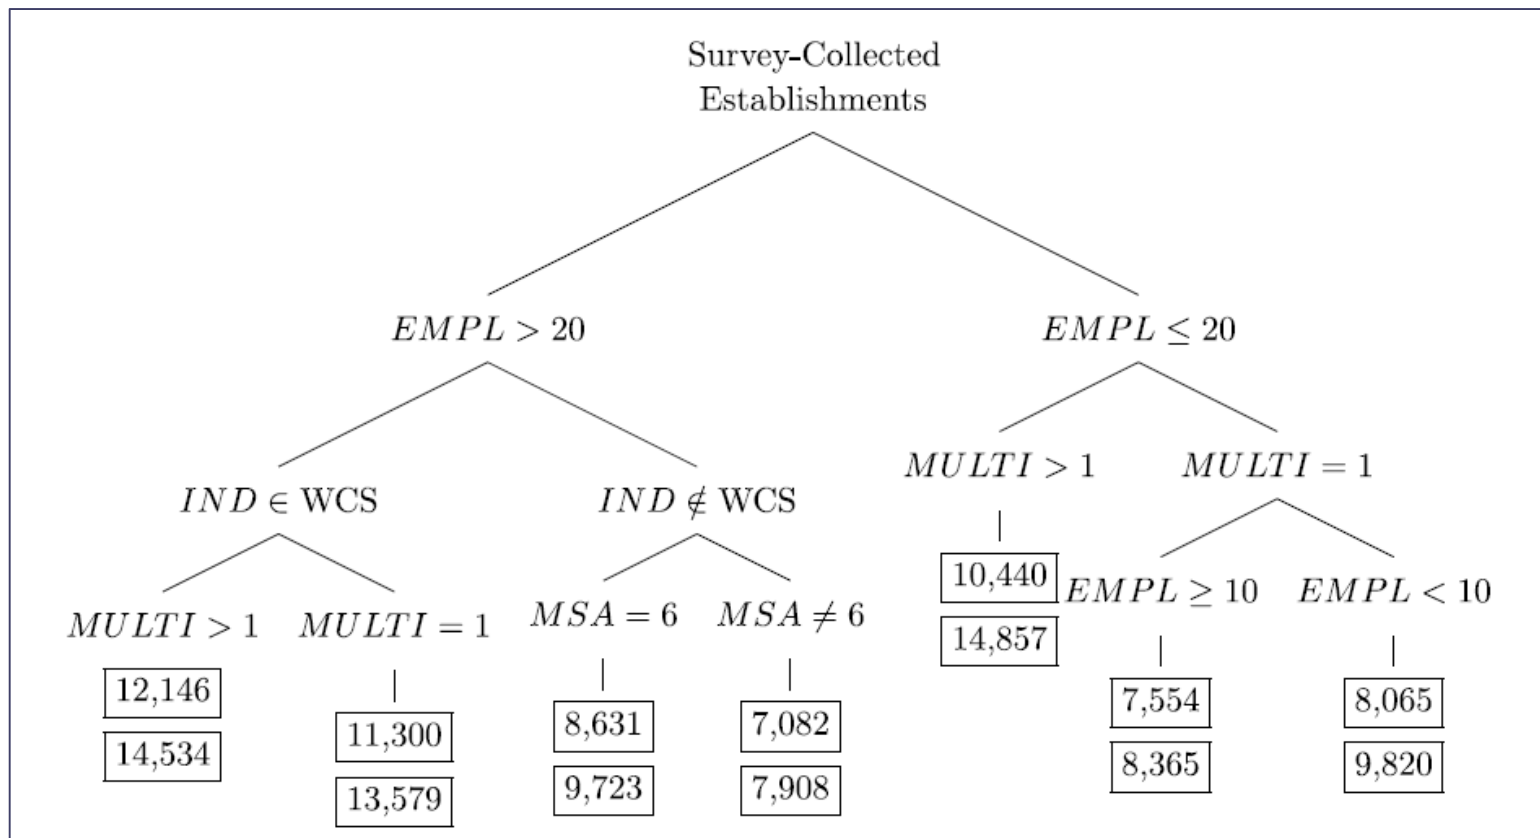 Survey-Collected
Establishments
EMPL > 20
EMPL ≤ 20
MULTI > 1
MULTI = 1
IND ∈ WCS
IND ∉ WCS
10,440
14,857
EMPL ≥ 10
EMPL < 10
MULTI > 1
MULTI = 1
MSA = 6
MSA ≠ 6
12,146
14,534
11,300
13,579
8,631
9,723
7,082
7,908
7,554
8,365
8,065
9,820